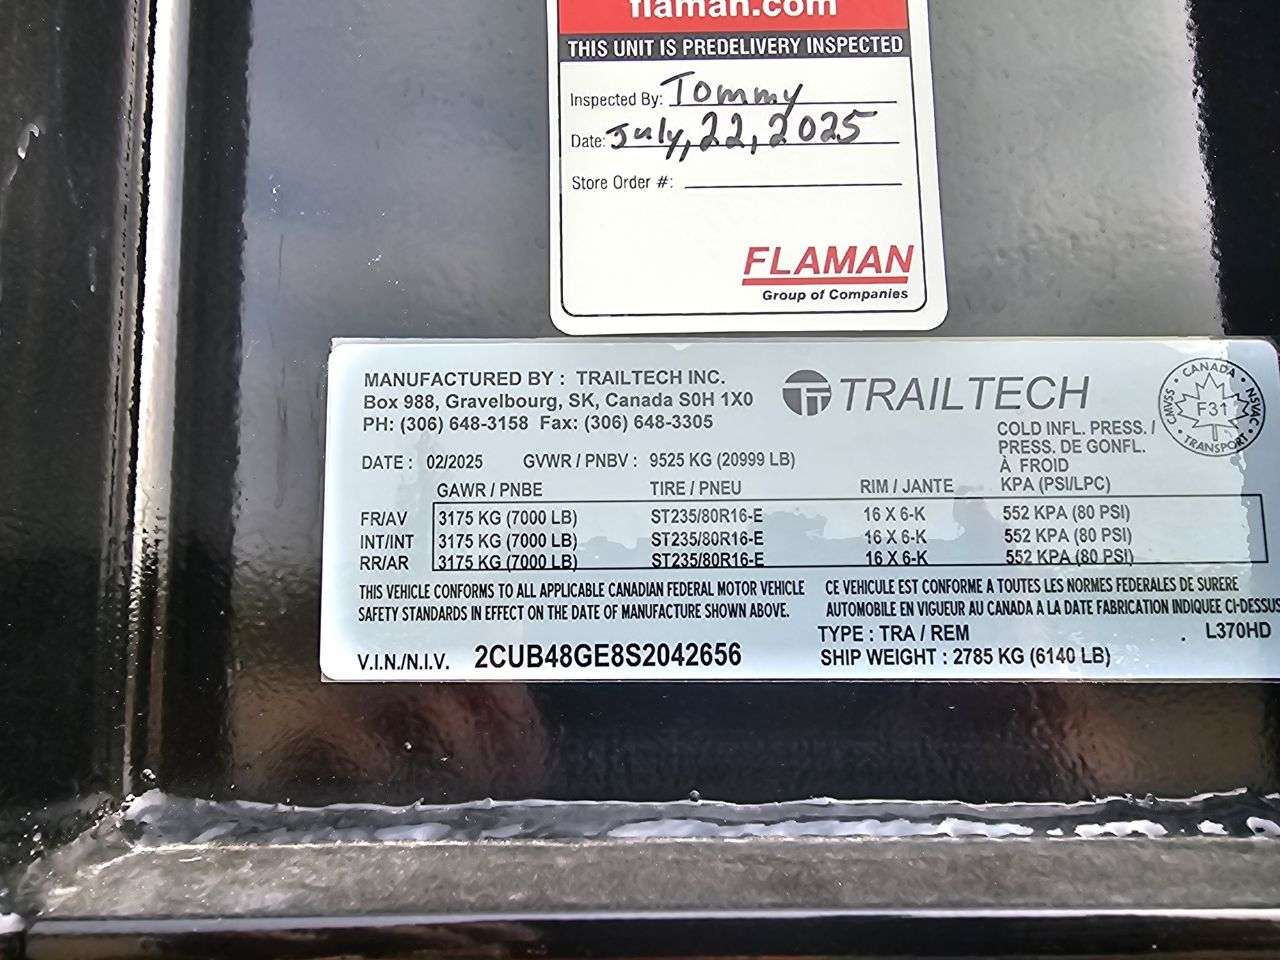 flaman.com
THIS UNIT IS PREDELIVERY INSPECTED
Inspected By: Tommy
Date: July, 22, 2025
Store Order #:
FLAMAN
Group of Companies
MANUFACTURED BY : TRAILTECH INC.
Box 988, Gravelbourg, SK, Canada S0H 1X0
PH: (306) 648-3158 Fax: (306) 648-3305
TRAILTECH
CANADA
CMVSS
F31
NSVAC
TRANSPORT
COLD INFL. PRESS. /
PRESS. DE GONFL.
À FROID
KPA (PSI/LPC)
DATE : 02/2025 GVWR / PNBV : 9525 KG (20999 LB)
GAWR / PNBE TIRE / PNEU RIM / JANTE
FR/AV 3175 KG (7000 LB) ST235/80R16-E 16 X 6-K 552 KPA (80 PSI)
INT/INT 3175 KG (7000 LB) ST235/80R16-E 16 X 6-K 552 KPA (80 PSI)
RR/AR 3175 KG (7000 LB) ST235/80R16-E 16 X 6-K 552 KPA (80 PSI)
THIS VEHICLE CONFORMS TO ALL APPLICABLE CANADIAN FEDERAL MOTOR VEHICLE
SAFETY STANDARDS IN EFFECT ON THE DATE OF MANUFACTURE SHOWN ABOVE.
CE VEHICULE EST CONFORME A TOUTES LES NORMES FEDERALES DE SURERE
AUTOMOBILE EN VIGUEUR AU CANADA A LA DATE FABRICATION INDIQUEE CI-DESSUS
TYPE : TRA / REM . L370HD
V.I.N./N.I.V. 2CUB48GE8S2042656
SHIP WEIGHT : 2785 KG (6140 LB)